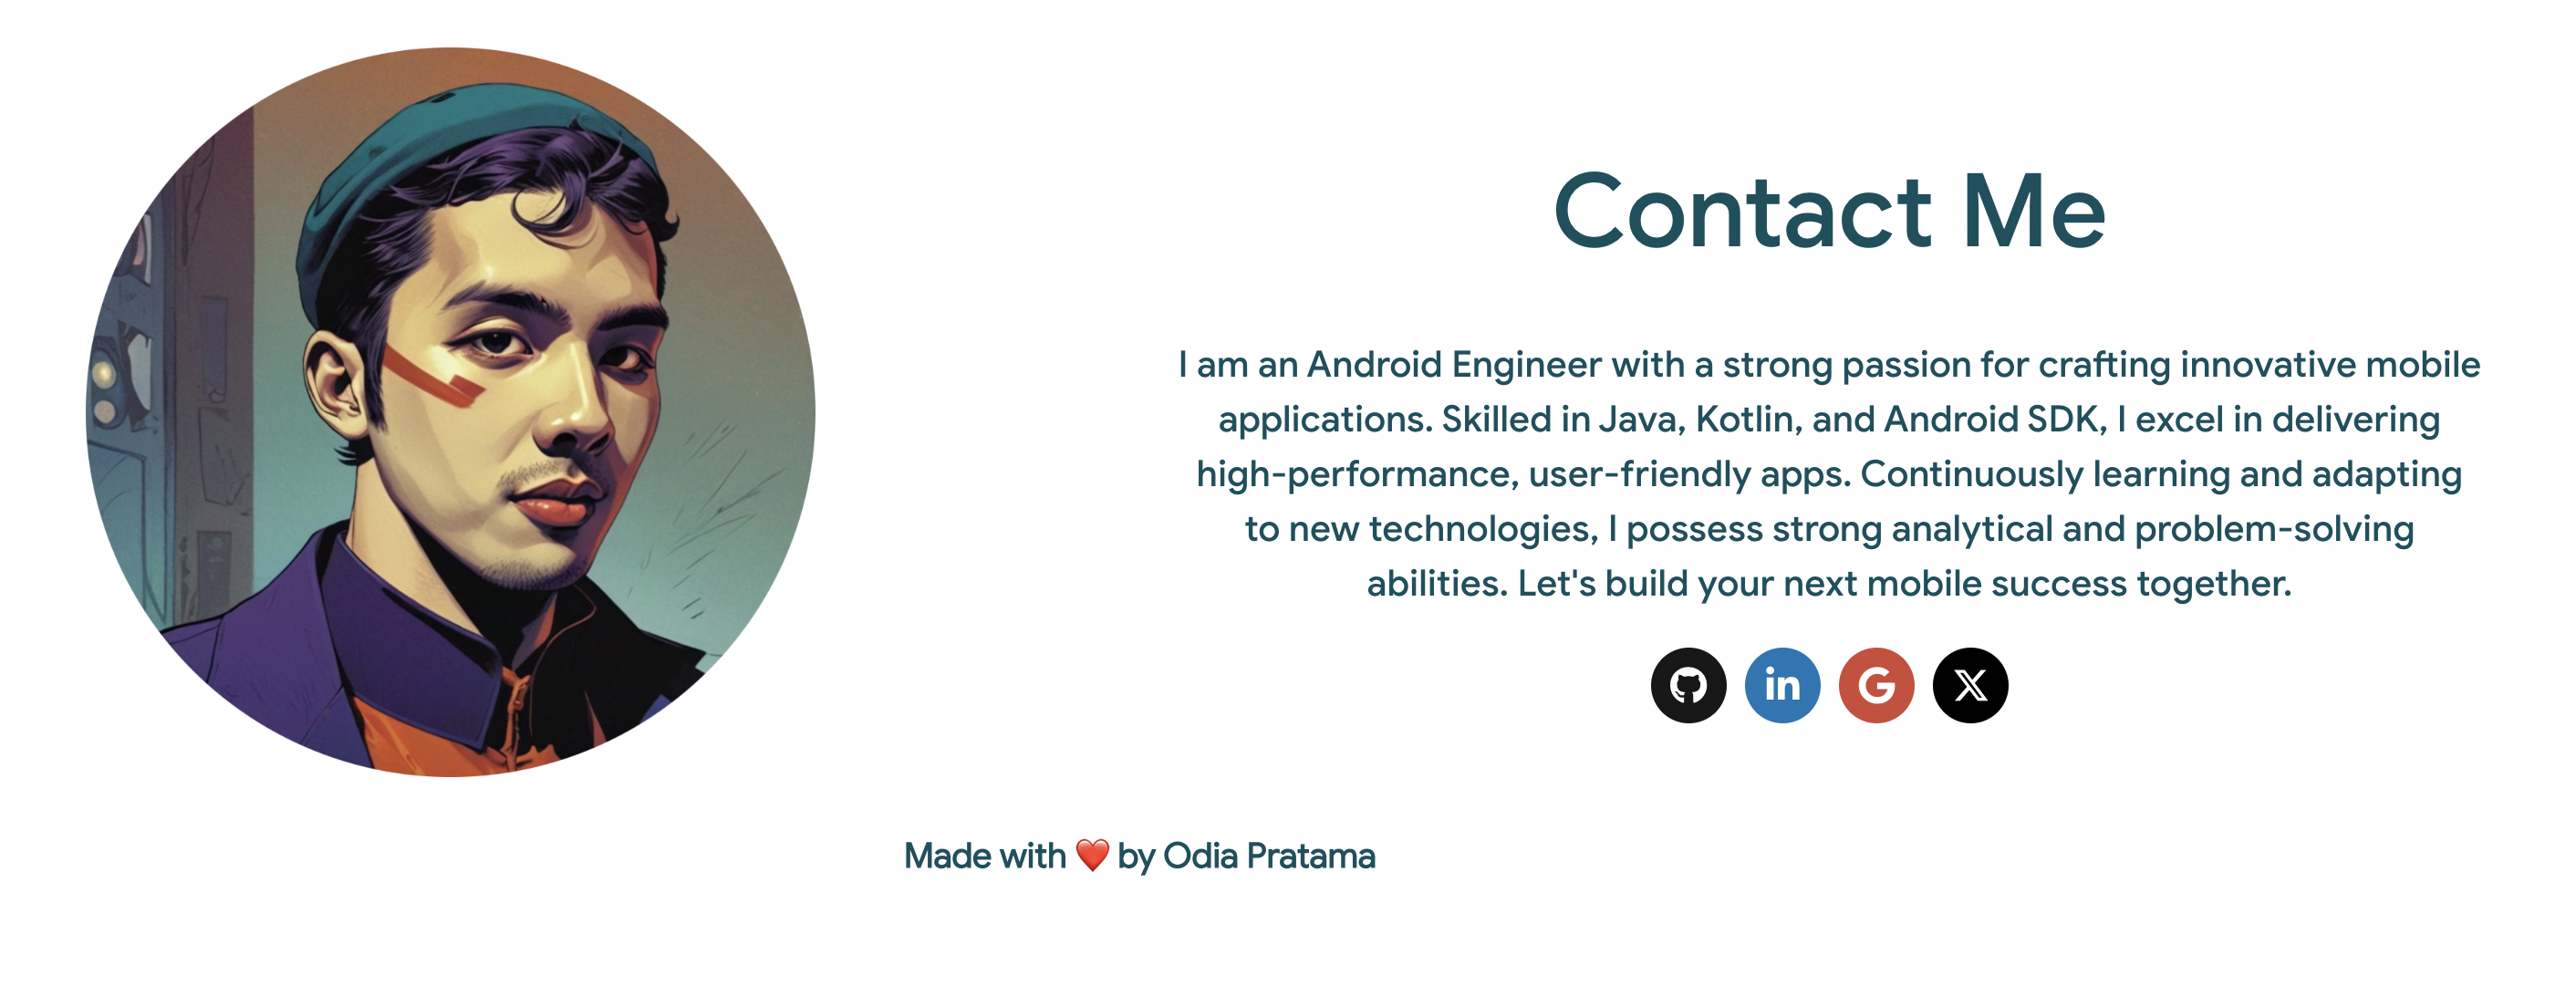 Contact Me
I am an Android Engineer with a strong passion for crafting innovative mobile
applications. Skilled in Java, Kotlin, and Android SDK, I excel in delivering
high-performance, user-friendly apps. Continuously learning and adapting
to new technologies, I possess strong analytical and problem-solving
abilities. Let's build your next mobile success together.
in G X
Made with ❤️ by Odia Pratama